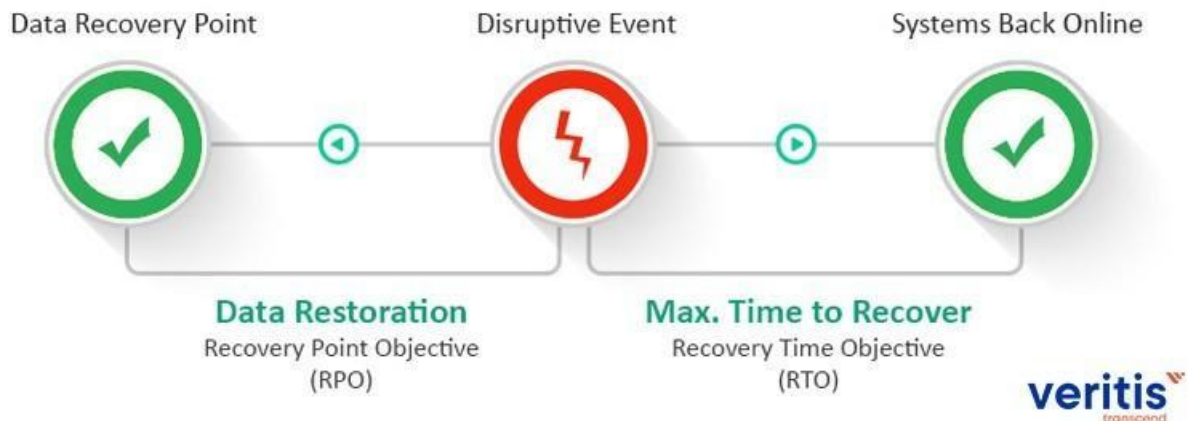 Data Recovery Point
Disruptive Event
Systems Back Online
Data Restoration
Recovery Point Objective
(RPO)
Max. Time to Recover
Recovery Time Objective
(RTO)
veritis
transcend